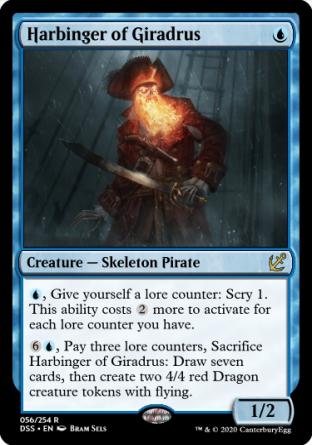 Harbinger of Giradrus
Creature — Skeleton Pirate
, Give yourself a lore counter: Scry 1.
This ability costs 2 more to activate for
each lore counter you have.
6 , Pay three lore counters, Sacrifice
Harbinger of Giradrus: Draw seven
cards, then create two 4/4 red Dragon
creature tokens with flying.
1/2
056/254 R
DSS • EN Bram Sels
™ & © 2020 CanterburyEgg